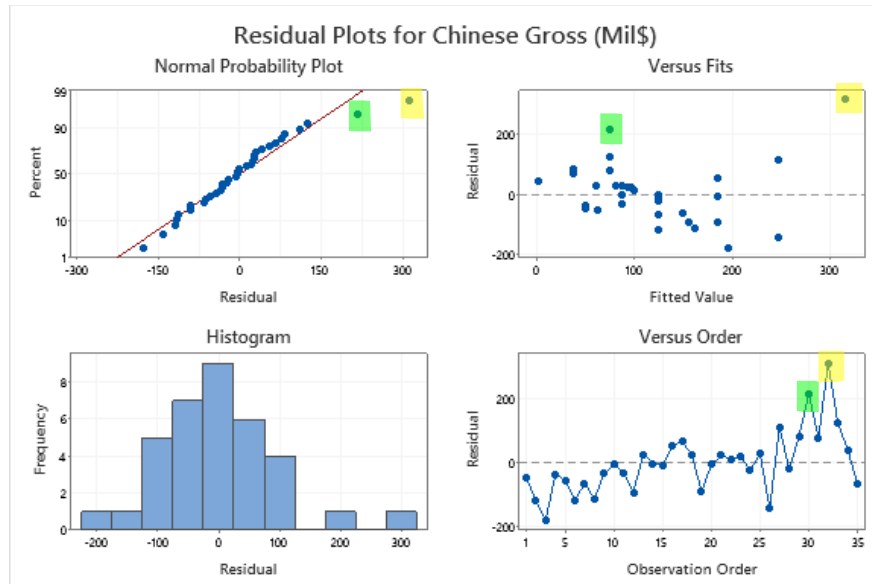 Residual Plots for Chinese Gross (Mil$)
Normal Probability Plot
99
90
50
10
1
Percent
-300 -150 0 150 300
Residual
Versus Fits
200
0
-200
Residual
0 100 200 300
Fitted Value
Histogram
8
6
4
2
0
Frequency
-200 -100 0 100 200 300
Residual
Versus Order
200
0
-200
Residual
1 5 10 15 20 25 30 35
Observation Order